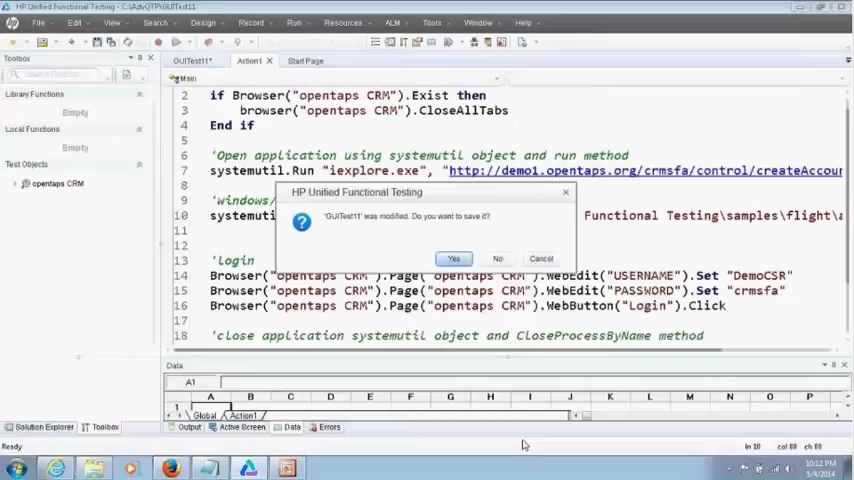 HP Unified Functional Testing - C:\AdvQTP\GUITest11
File Edit View Search Design Record Run Resources ALM Tools Window Help
Toolbox
GUITest11* Action1 Start Page
Main
Library Functions
Empty
Local Functions
Empty
Test Objects
opentaps CRM
2 if Browser("opentaps CRM").Exist then
3 browser("opentaps CRM").CloseAllTabs
4 End if
5
6 'Open application using systemutil object and run method
7 systemutil.Run "iexplore.exe", "http://demo1.opentaps.org/crmsfa/control/createAccou
8
9 'windows/
10 systemuti Functional Testing\samples\flight\a
HP Unified Functional Testing
'GUITest11' was modified. Do you want to save it?
Yes No Cancel
13 'login
14 Browser("opentaps CRM").Page("opentaps CRM").WebEdit("USERNAME").Set "DemoCSR"
15 Browser("opentaps CRM").Page("opentaps CRM").WebEdit("PASSWORD").Set "crmsfa"
16 Browser("opentaps CRM").Page("opentaps CRM").WebButton("Login").Click
17
18 'close application systemutil object and CloseProcessByName method
Data
A1
A B C D E F G H I J K L M N O P
1
Global Action1
Solution Explorer Toolbox Output Active Screen Data Errors
Ready ln 10 col 88 ch 88
10:12 PM
5/4/2014